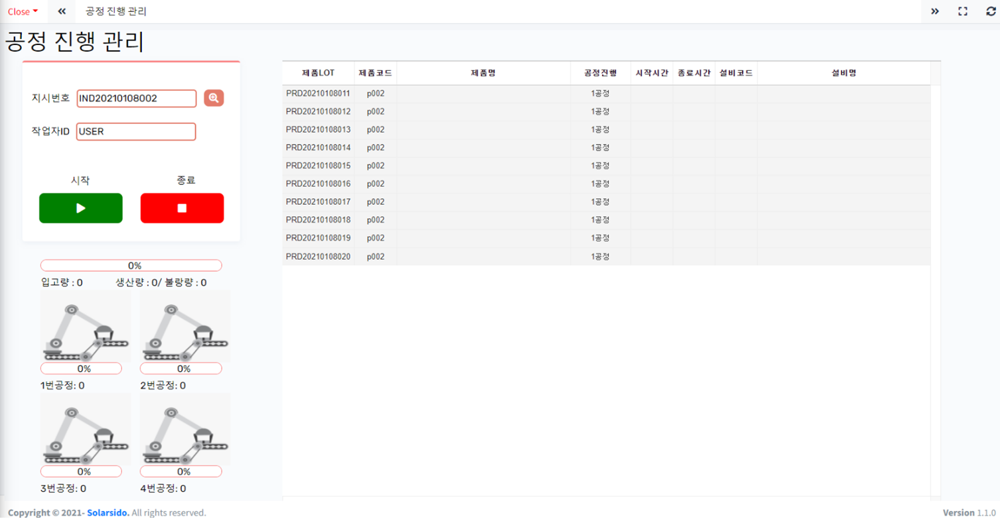 Close 공정 진행 관리
공정 진행 관리
지시번호 IND20210108002
작업자ID USER
시작 종료
0%
입고량 : 0 생산량 : 0/ 불량량 : 0
0% 0%
1번공정: 0 2번공정: 0
0% 0%
3번공정: 0 4번공정: 0
제품LOT 제품코드 제품명 공정진행 시작시간 종료시간 설비코드 설비명
PRD20210108011 p002 1공정
PRD20210108012 p002 1공정
PRD20210108013 p002 1공정
PRD20210108014 p002 1공정
PRD20210108015 p002 1공정
PRD20210108016 p002 1공정
PRD20210108017 p002 1공정
PRD20210108018 p002 1공정
PRD20210108019 p002 1공정
PRD20210108020 p002 1공정
Copyright © 2021- Solarsido. All rights reserved. Version 1.1.0